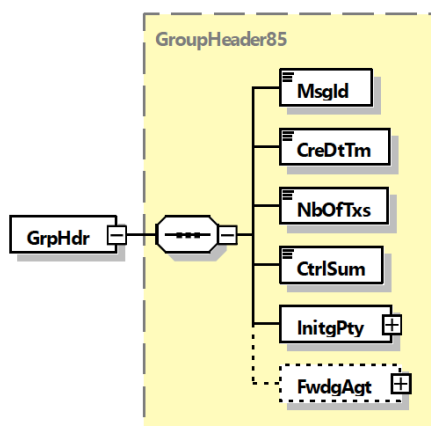 GroupHeader85
MsgId
CreDtTm
NbOfTxs
CtrlSum
GrpHdr
InitgPty
FwdgAgt